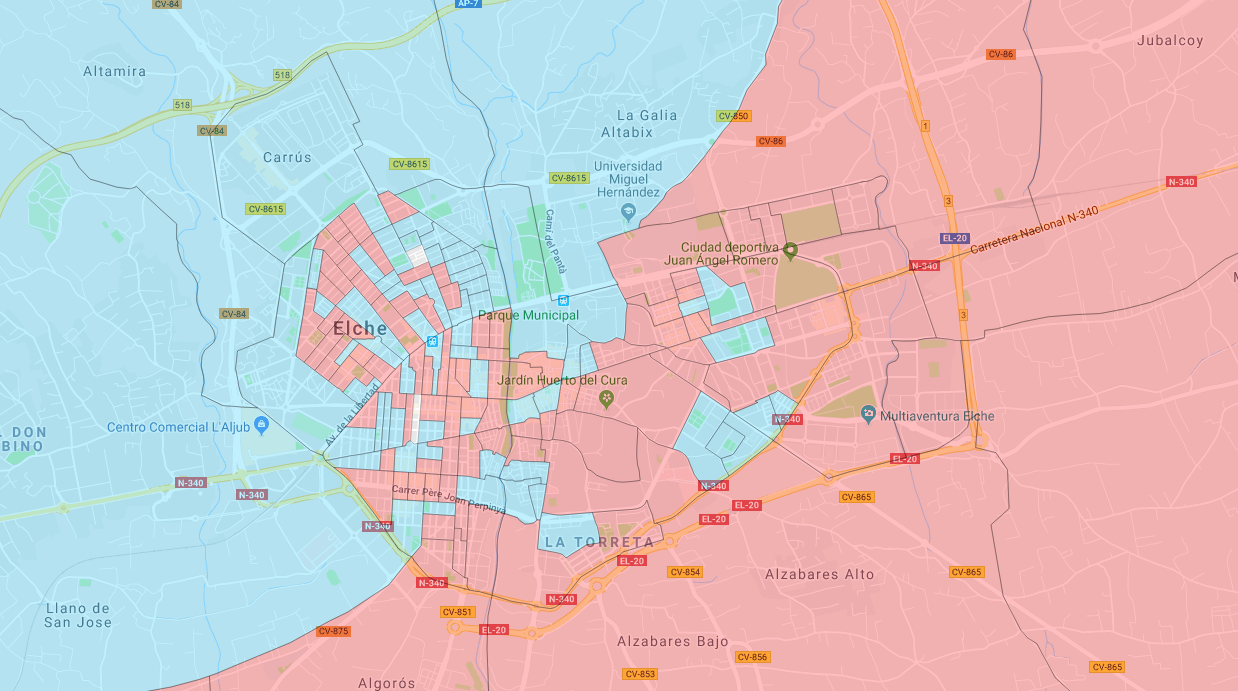 CV-84
AP-7
Jubalcoy
CV-86
Altamira
518
518
La Galia
CV-850
Altabix
1
CV-84
CV-86
Carrús
CV-8615
Universidad
Miguel
Hernández
CV-8615
N-340
3
CV-8615
Camí del Pantà
Carretera Nacional N-340
EL-20
Ciudad deportiva
Juan Ángel Romero
N-340
CV-84
Parque Municipal
3
Elche
Jardín Huerto del Cura
Av. de la Libertad
N-340
Multiaventura Elche
Centro Comercial L'Aljub
L DON
BINO
EL-20
N-340
N-340
N-340
Carrer Père Joan Perpinya
CV-865
EL-20
EL-20
N-340
LA TORRETA
EL-20
CV-854
Alzabares Alto
CV-865
N-340
N-340
Llano de
San Jose
CV-851
EL-20
CV-875
Alzabares Bajo
CV-856
CV-865
CV-853
Algorós